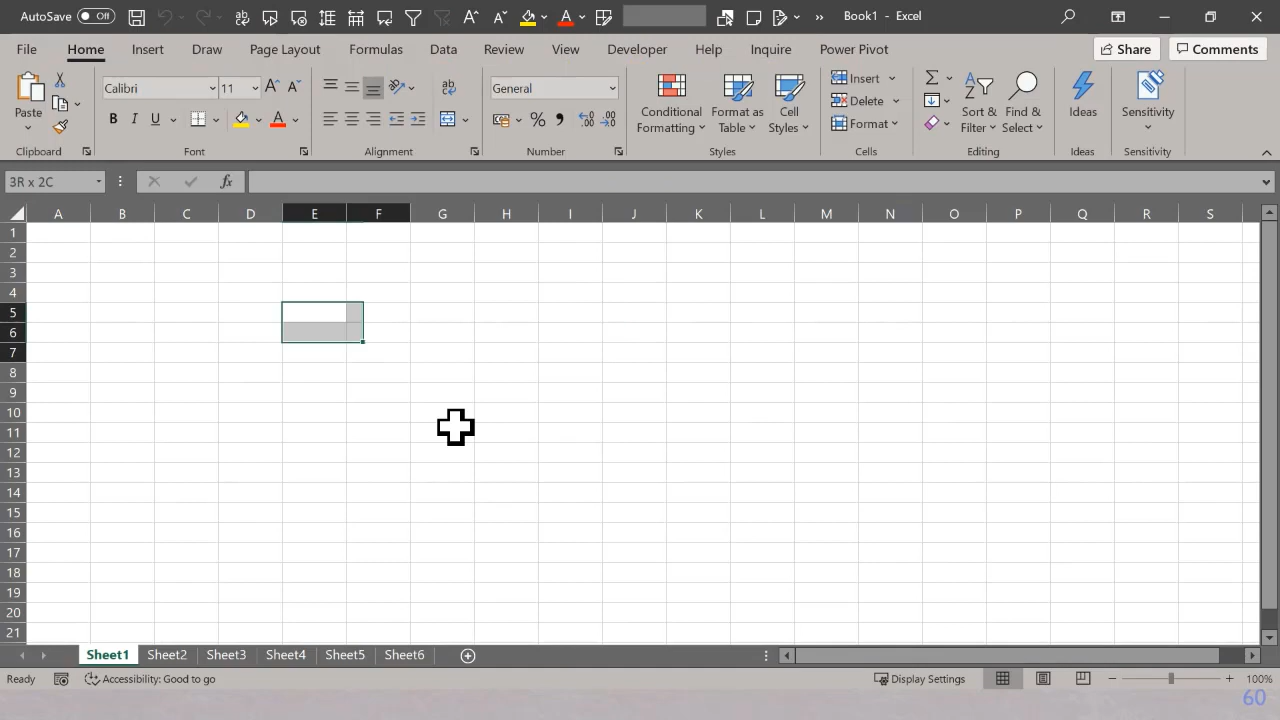 AutoSave Off Book1 - Excel
File Home Insert Draw Page Layout Formulas Data Review View Developer Help Inquire Power Pivot Share Comments
Paste Calibri 11 General Conditional Formatting Format as Table Cell Styles Insert Delete Format Sort & Filter Find & Select Ideas Sensitivity
Clipboard Font Alignment Number Styles Cells Editing Ideas Sensitivity
3R x 2C fx
A B C D E F G H I J K L M N O P Q R S
1
2
3
4
5
6
7
8
9
10
11
12
13
14
15
16
17
18
19
20
21
Sheet1 Sheet2 Sheet3 Sheet4 Sheet5 Sheet6
Ready Accessibility: Good to go Display Settings 100%
60